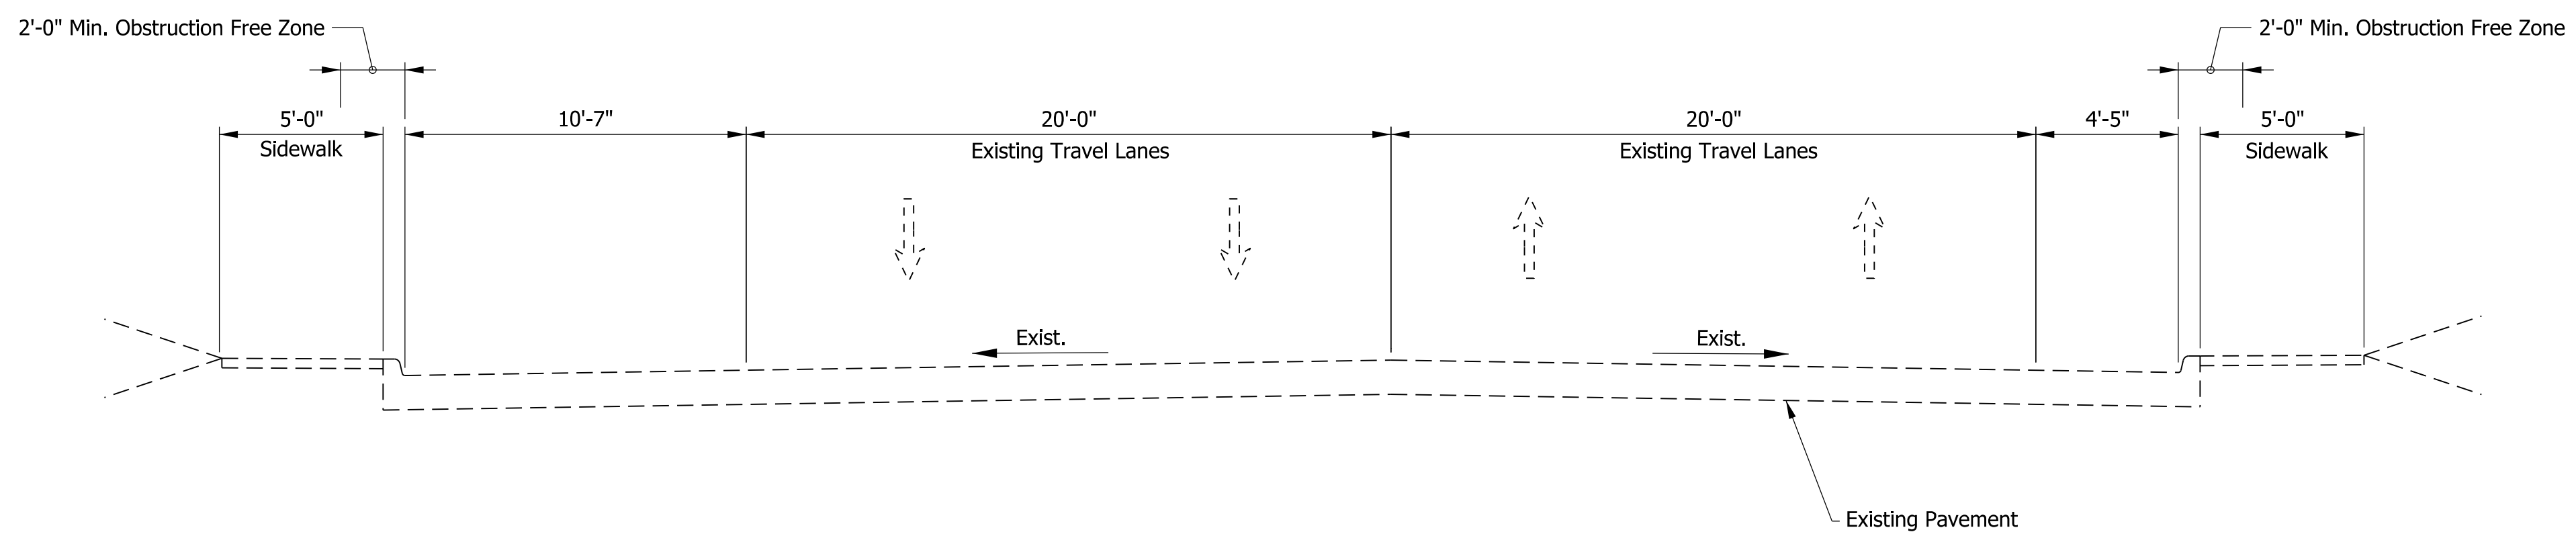 2'-0" Min. Obstruction Free Zone
2'-0" Min. Obstruction Free Zone
5'-0"
10'-7"
20'-0"
20'-0"
4'-5"
5'-0"
Sidewalk
Existing Travel Lanes
Existing Travel Lanes
Sidewalk
Exist.
Exist.
Existing Pavement